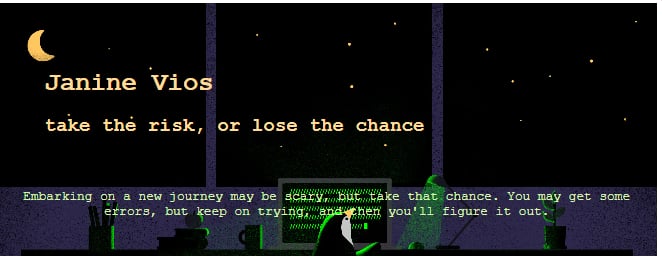 Janine Vios
take the risk, or lose the chance
Embarking on a new journey may be scary, but take that chance. You may get some
errors, but keep on trying, and then you'll figure it out.